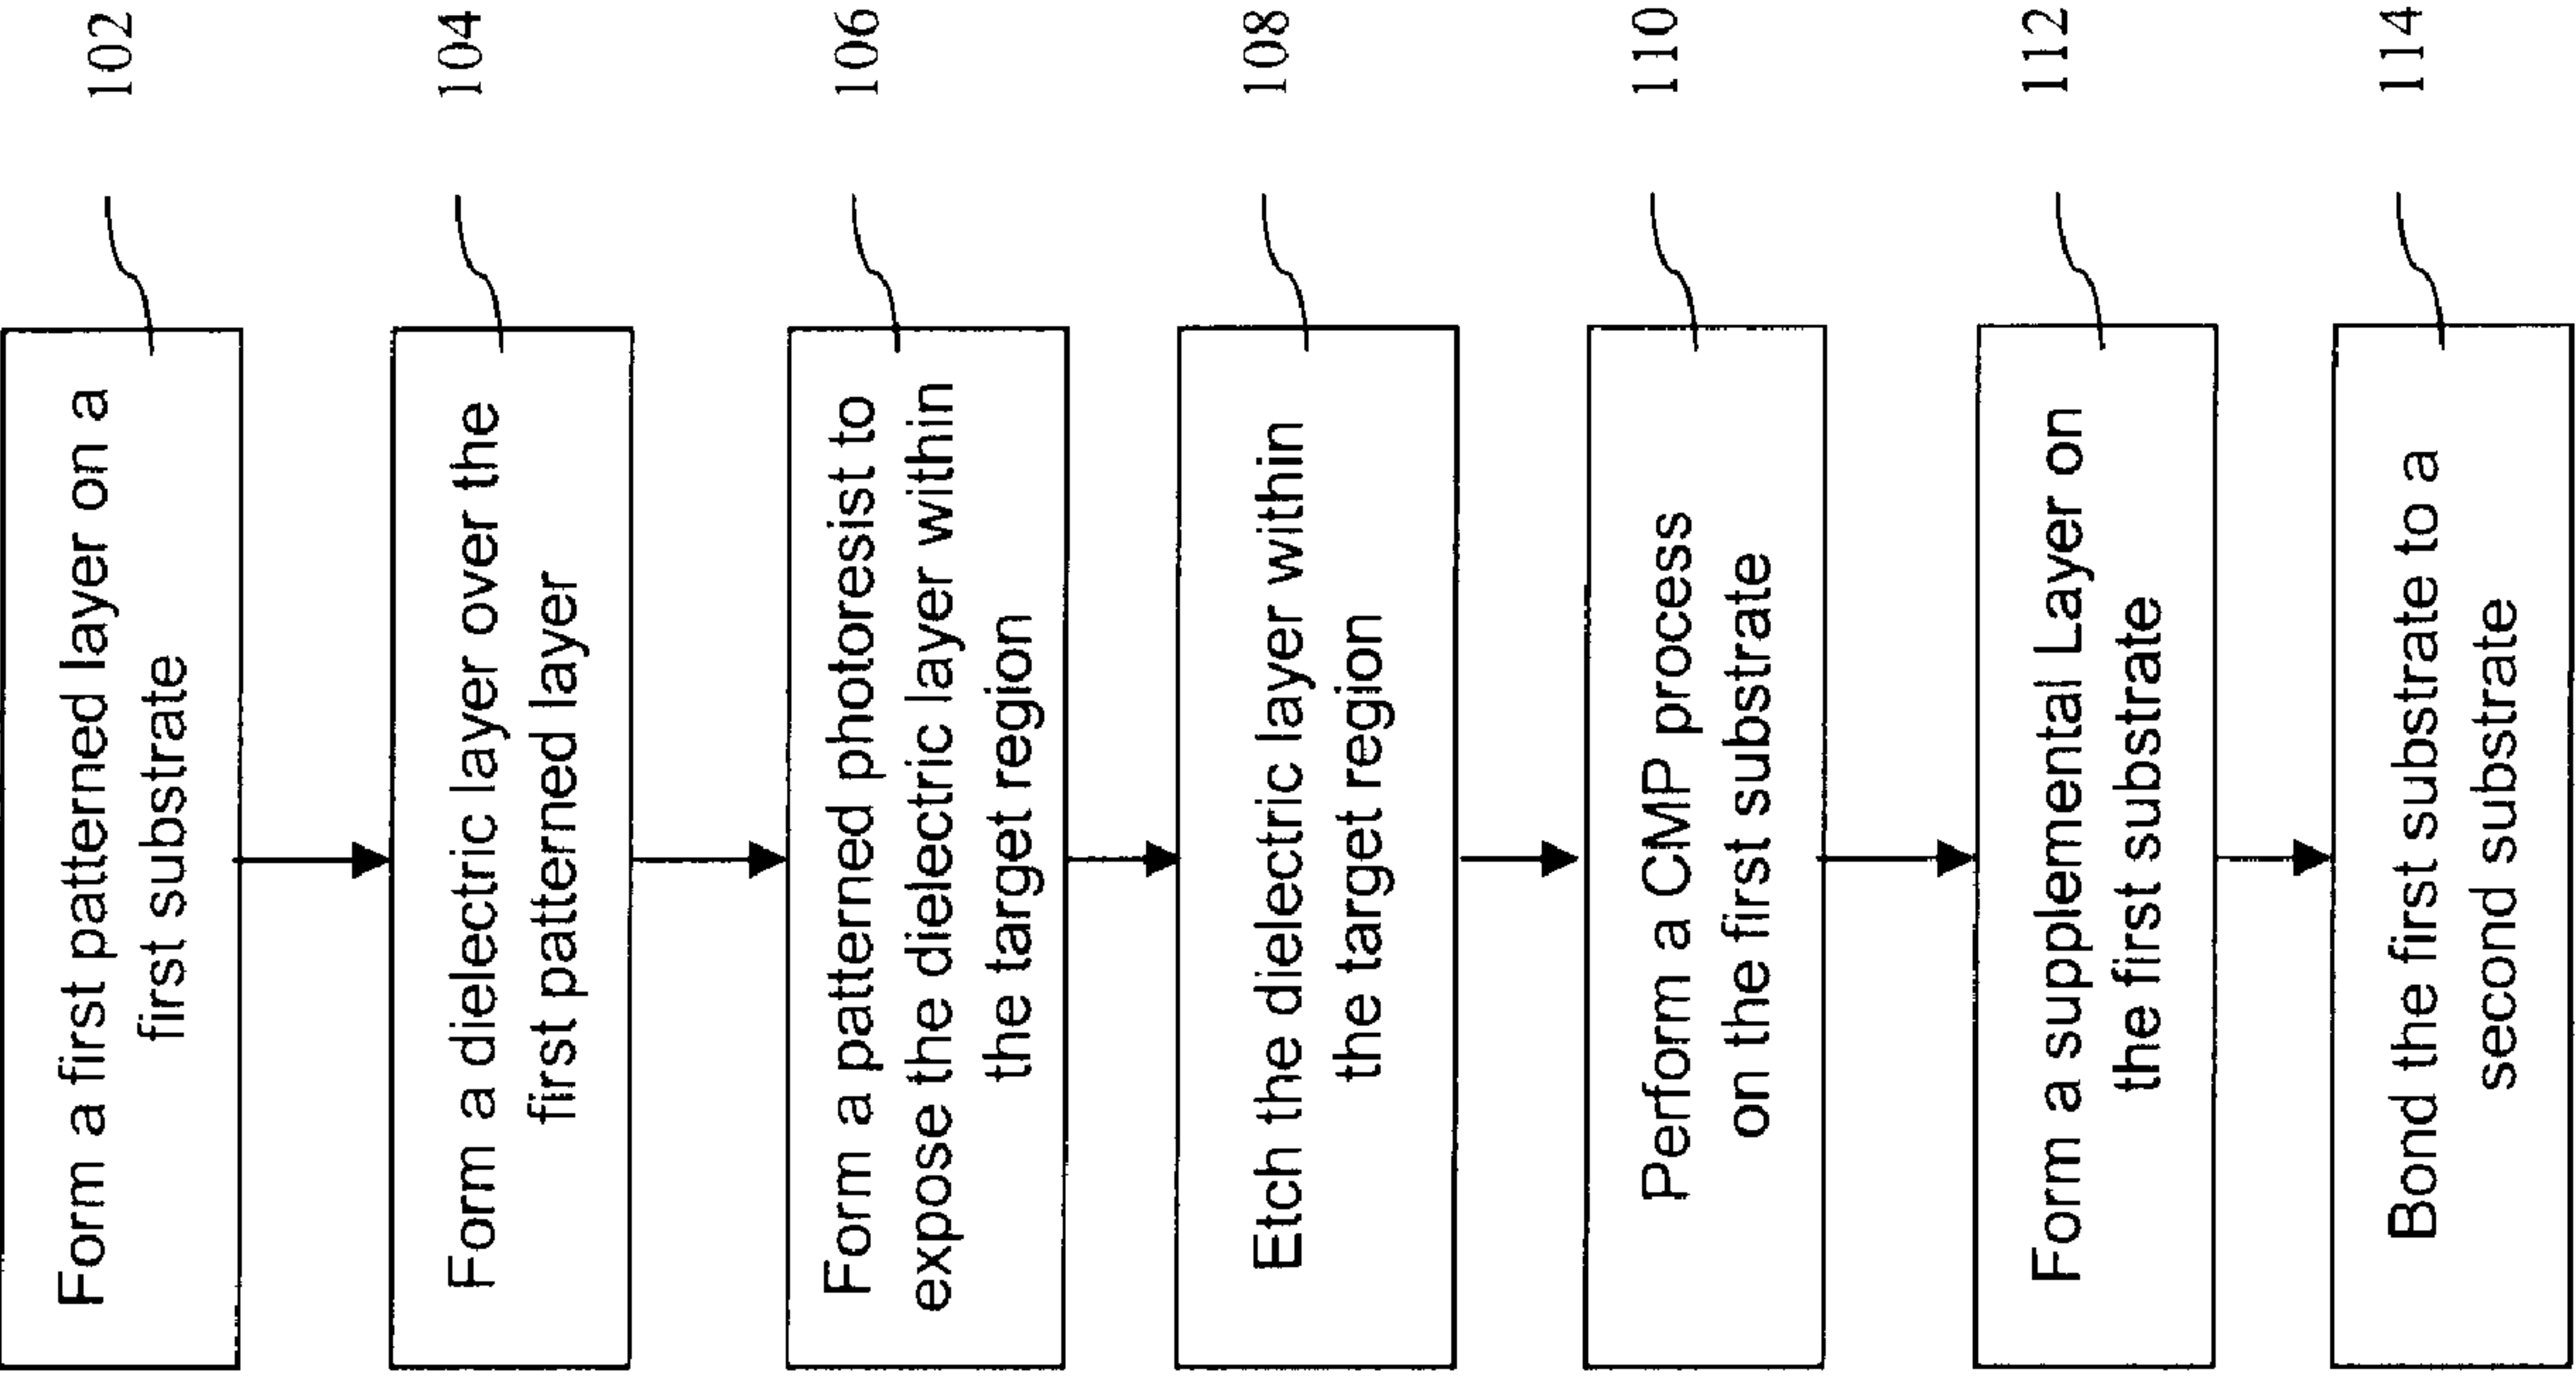 Form a first patterned layer on a
first substrate
102
Form a dielectric layer over the
first patterned layer
104
Form a patterned photoresist to
expose the dielectric layer within
the target region
106
Etch the dielectric layer within
the target region
108
Perform a CMP process
on the first substrate
110
Form a supplemental Layer on
the first substrate
112
Bond the first substrate to a
second substrate
114